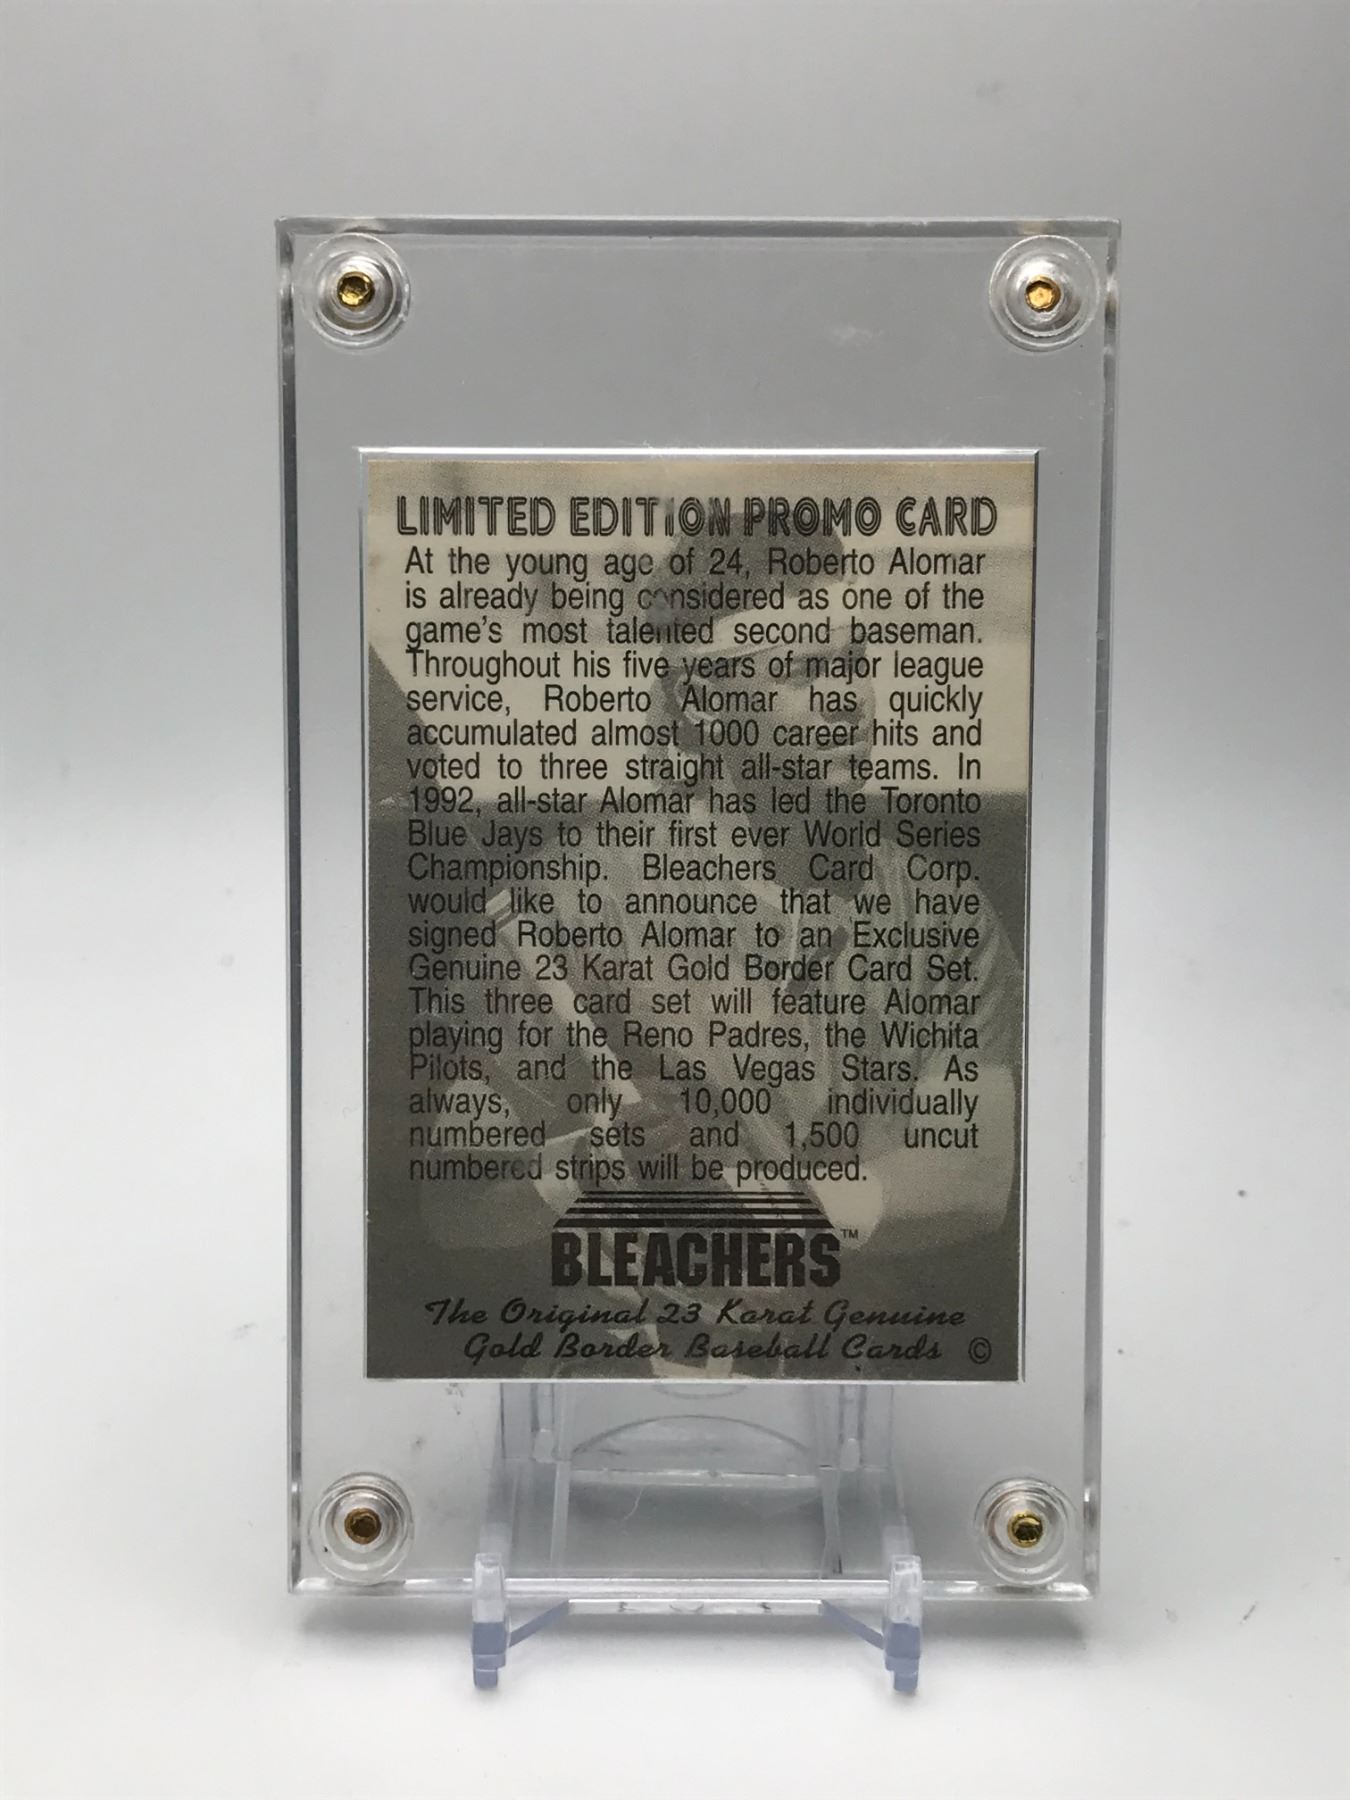 LIMITED EDITION PROMO CARD
At the young age of 24, Roberto Alomar
is already being considered as one of the
game's most talented second baseman.
Throughout his five years of major league
service, Roberto Alomar has quickly
accumulated almost 1000 career hits and
voted to three straight all-star teams. In
1992, all-star Alomar has led the Toronto
Blue Jays to their first ever World Series
Championship. Bleachers Card Corp.
would like to announce that we have
signed Roberto Alomar to an Exclusive
Genuine 23 Karat Gold Border Card Set.
This three card set will feature Alomar
playing for the Reno Padres, the Wichita
Pilots, and the Las Vegas Stars. As
always, only 10,000 individually
numbered sets and 1,500 uncut
numbered strips will be produced.
BLEACHERS™
The Original 23 Karat Genuine
Gold Border Baseball Cards ©